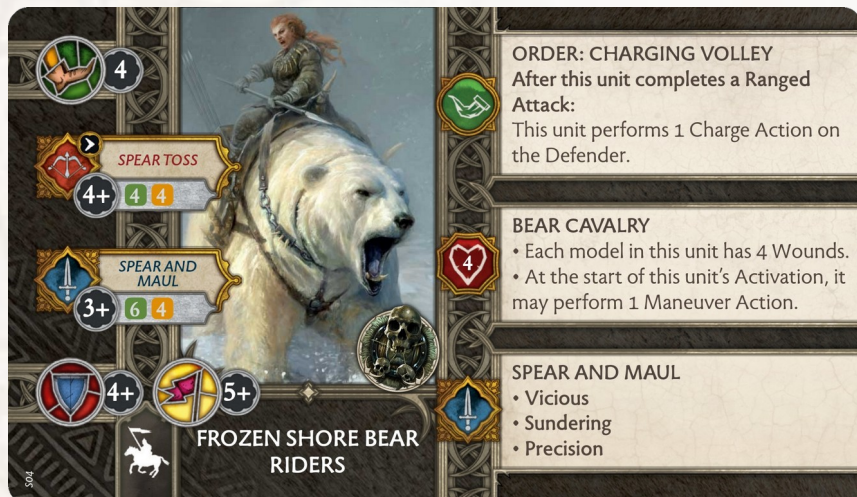 4
SPEAR TOSS
4+ 4 4
SPEAR AND
MAUL
3+ 6 4
4+ 5+
FROZEN SHORE BEAR
RIDERS
S04
ORDER: CHARGING VOLLEY
After this unit completes a Ranged
Attack:
This unit performs 1 Charge Action on
the Defender.
4
BEAR CAVALRY
• Each model in this unit has 4 Wounds.
• At the start of this unit's Activation, it
may perform 1 Maneuver Action.
SPEAR AND MAUL
• Vicious
• Sundering
• Precision